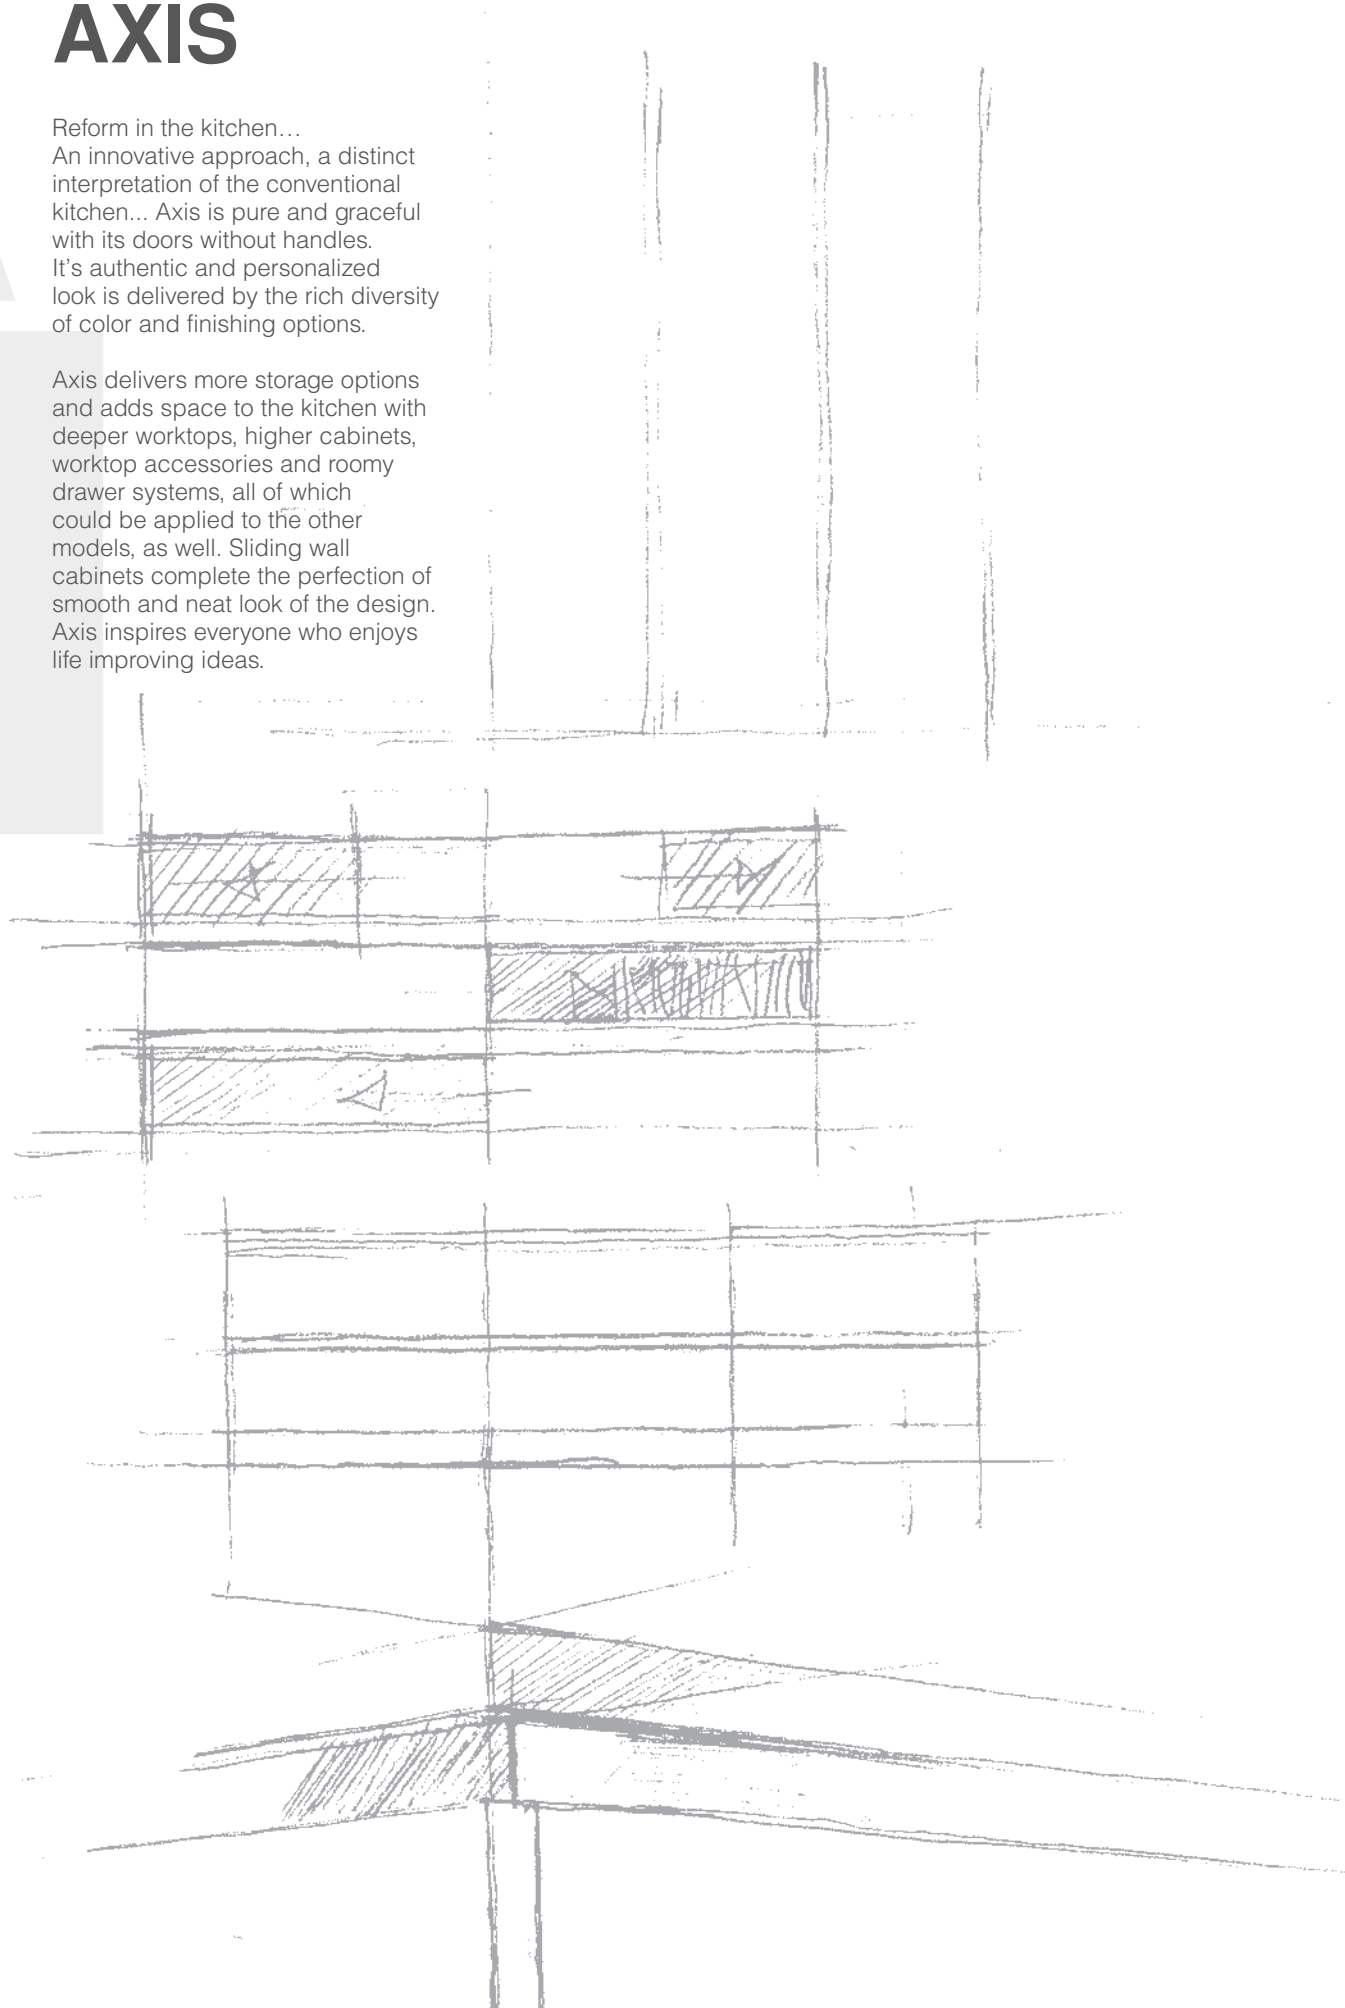 AXIS
Reform in the kitchen…
An innovative approach, a distinct
interpretation of the conventional
kitchen... Axis is pure and graceful
with its doors without handles.
It’s authentic and personalized
look is delivered by the rich diversity
of color and finishing options.
Axis delivers more storage options
and adds space to the kitchen with
deeper worktops, higher cabinets,
worktop accessories and roomy
drawer systems, all of which
could be applied to the other
models, as well. Sliding wall
cabinets complete the perfection of
smooth and neat look of the design.
Axis inspires everyone who enjoys
life improving ideas.